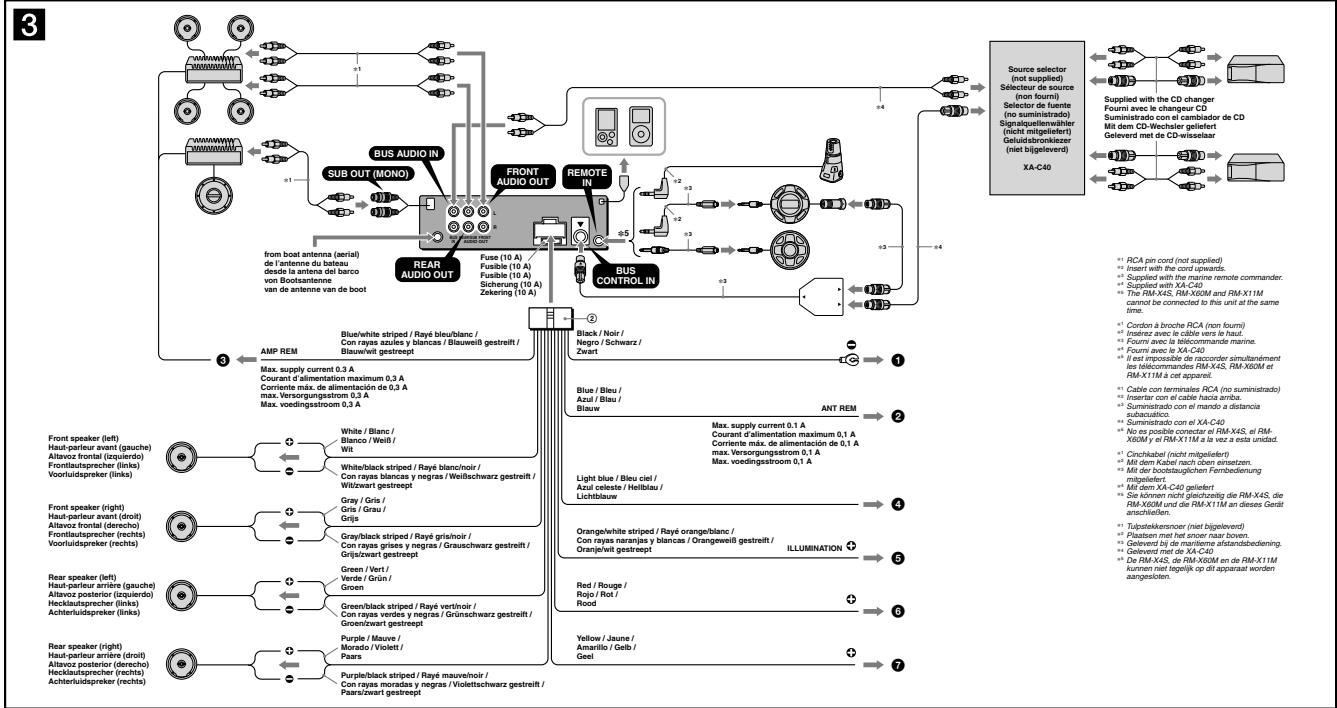 3
*1
*4
Source selector
(not supplied)
Sélecteur de source
(non fourni)
Selector de fuente
(no suministrado)
Signalquellenwähler
(nicht mitgeliefert)
Geluidsbronkiezer
(niet bijgeleverd)
XA-C40
Supplied with the CD changer
Fourni avec le changeur CD
Suministrado con el cambiador de CD
Mit dem CD-Wechsler geliefert
Geleverd met de CD-wisselaar
*1
SUB OUT (MONO)
BUS AUDIO IN
FRONT
AUDIO OUT
REMOTE
IN
*2
*3
*2
*5
*3
*3
*4
L
R
BUS AUDIO OUT
REAR
AUDIO OUT
BUS
CONTROL IN
*3
from boat antenna (aerial)
de l'antenne du bateau
desde la antena del barco
von Bootsantenne
van de antenne van de boot
Fuse (10 A)
Fusible (10 A)
Fusible (10 A)
Sicherung (10 A)
Zekering (10 A)
2
*1 RCA pin cord (not supplied)
*2 Insert with the cord upwards.
*3 Supplied with the marine remote commander.
*4 Supplied with XA-C40
*5 The RM-X4S, RM-X60M and RM-X11M
cannot be connected to this unit at the same
time.
*1 Cordon à broche RCA (non fourni)
*2 Insérez avec le câble vers le haut.
*3 Fourni avec la télécommande marine.
*4 Fourni avec le XA-C40
*5 Il est impossible de raccorder simultanément
les télécommandes RM-X4S, RM-X60M et
RM-X11M à cet appareil.
*1 Cable con terminales RCA (no suministrado)
*2 Insertar con el cable hacia arriba.
*3 Suministrado con el mando a distancia
subacuático.
*4 Suministrado con el XA-C40
*5 No es posible conectar el RM-X4S, el RM-
X60M y el RM-X11M a la vez a esta unidad.
*1 Cinchkabel (nicht mitgeliefert)
*2 Mit dem Kabel nach oben einsetzen.
*3 Mit der bootstauglichen Fernbedienung
mitgeliefert.
*4 Mit dem XA-C40 geliefert
*5 Sie können nicht gleichzeitig die RM-X4S, die
RM-X60M und die RM-X11M an dieses Gerät
anschließen.
*1 Tulpstekkersnoer (niet bijgeleverd)
*2 Plaatsen met het snoer naar boven.
*3 Geleverd bij de maritieme afstandsbediening.
*4 Geleverd met de XA-C40
*5 De RM-X4S, de RM-X60M en de RM-X11M
kunnen niet tegelijk op dit apparaat worden
aangesloten.
Blue/white striped / Rayé bleu/blanc /
Con rayas azules y blancas / Blauweiß gestreift /
Blauw/wit gestreept
3
AMP REM
Max. supply current 0.3 A
Courant d'alimentation maximum 0,3 A
Corriente máx. de alimentación de 0,3 A
max. Versorgungsstrom 0,3 A
Max. voedingsstroom 0,3 A
Black / Noir /
Negro / Schwarz /
Zwart
1
Blue / Bleu /
Azul / Blau /
Blauw
ANT REM
2
Max. supply current 0.1 A
Courant d'alimentation maximum 0,1 A
Corriente máx. de alimentación de 0,1 A
max. Versorgungsstrom 0,1 A
Max. voedingsstroom 0,1 A
Front speaker (left)
Haut-parleur avant (gauche)
Altavoz frontal (izquierdo)
Frontlautsprecher (links)
Voorluidspreker (links)
White / Blanc /
Blanco / Weiß /
Wit
White/black striped / Rayé blanc/noir /
Con rayas blancas y negras / Weißschwarz gestreift /
Wit/zwart gestreept
Light blue / Bleu ciel /
Azul celeste / Hellblau /
Lichtblauw
4
Front speaker (right)
Haut-parleur avant (droit)
Altavoz frontal (derecho)
Frontlautsprecher (rechts)
Voorluidspreker (rechts)
Gray / Gris /
Gris / Grau /
Grijs
Gray/black striped / Rayé gris/noir /
Con rayas grises y negras / Grauschwarz gestreift /
Grijs/zwart gestreept
Orange/white striped / Rayé orange/blanc /
Con rayas naranjas y blancas / Orangeweiß gestreift /
Oranje/wit gestreept
ILLUMINATION
5
Rear speaker (left)
Haut-parleur arrière (gauche)
Altavoz posterior (izquierdo)
Hecklautsprecher (links)
Achterluidspreker (links)
Green / Vert /
Verde / Grün /
Groen
Green/black striped / Rayé vert/noir /
Con rayas verdes y negras / Grünschwarz gestreift /
Groen/zwart gestreept
Red / Rouge /
Rojo / Rot /
Rood
6
Rear speaker (right)
Haut-parleur arrière (droit)
Altavoz posterior (derecho)
Hecklautsprecher (rechts)
Achterluidspreker (rechts)
Purple / Mauve /
Morado / Violett /
Paars
Purple/black striped / Rayé mauve/noir /
Con rayas moradas y negras / Violettschwarz gestreift /
Paars/zwart gestreept
Yellow / Jaune /
Amarillo / Gelb /
Geel
7